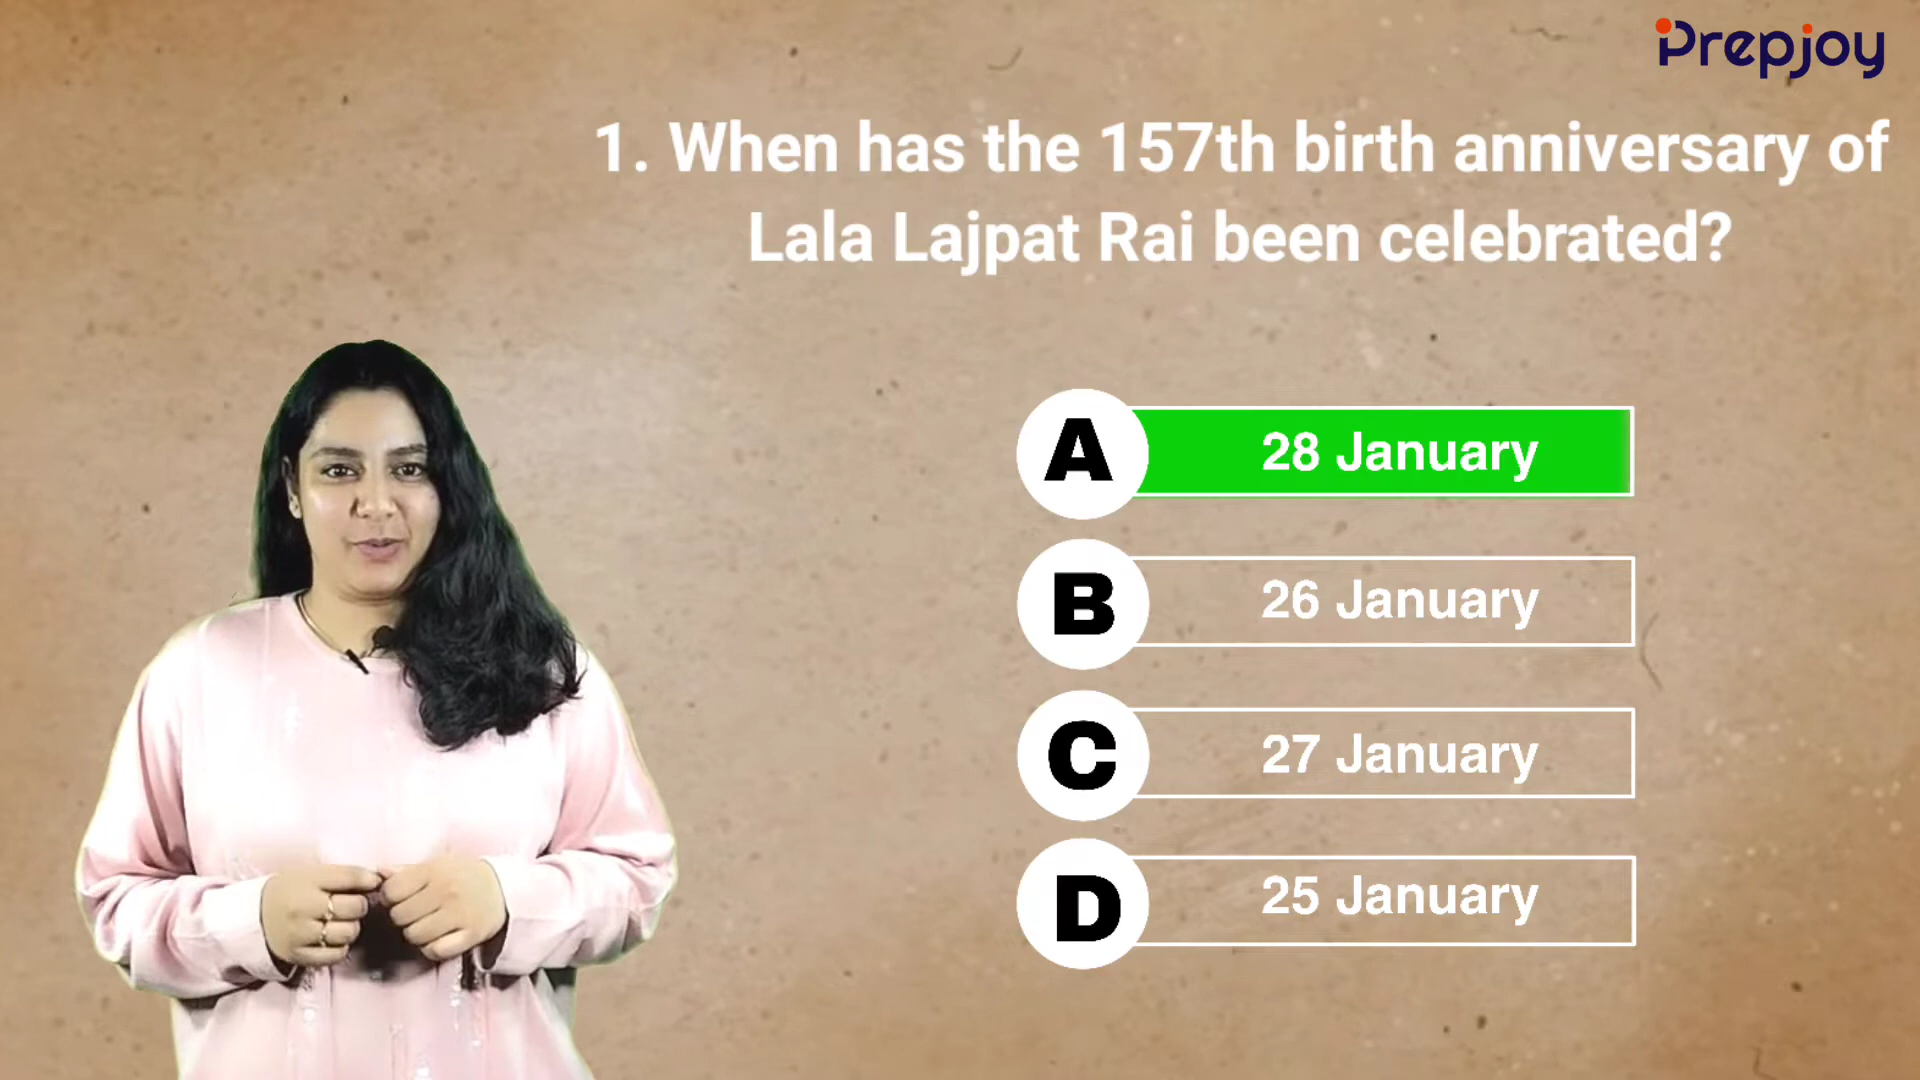 Prepjoy
1. When has the 157th birth anniversary of
Lala Lajpat Rai been celebrated?
A 28 January
B 26 January
C 27 January
D 25 January